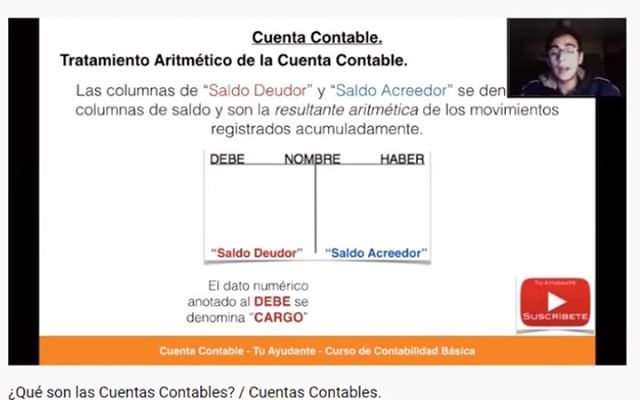 Cuenta Contable.
Tratamiento Aritmético de la Cuenta Contable.
Las columnas de “Saldo Deudor” y “Saldo Acreedor” se
columnas de saldo y son la resultante aritmética de los movimientos
registrados acumuladamente.
DEBE NOMBRE HABER
“Saldo Deudor” “Saldo Acreedor”
El dato numérico
anotado al DEBE se
denomina “CARGO”
TU AYUDANTE
SUSCRÍBETE
Cuenta Contable - Tu Ayudante - Curso de Contabilidad Básica
¿Qué son las Cuentas Contables? / Cuentas Contables.